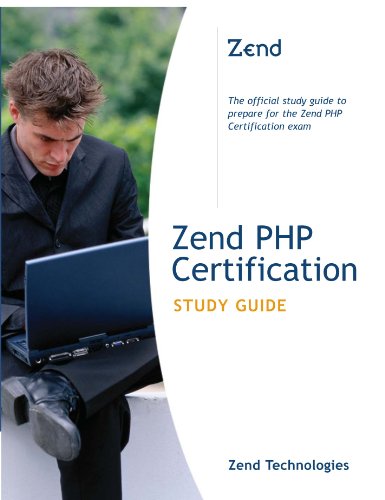 Zend
The official study guide to
prepare for the Zend PHP
Certification exam
Zend PHP
Certification
STUDY GUIDE
Zend Technologies